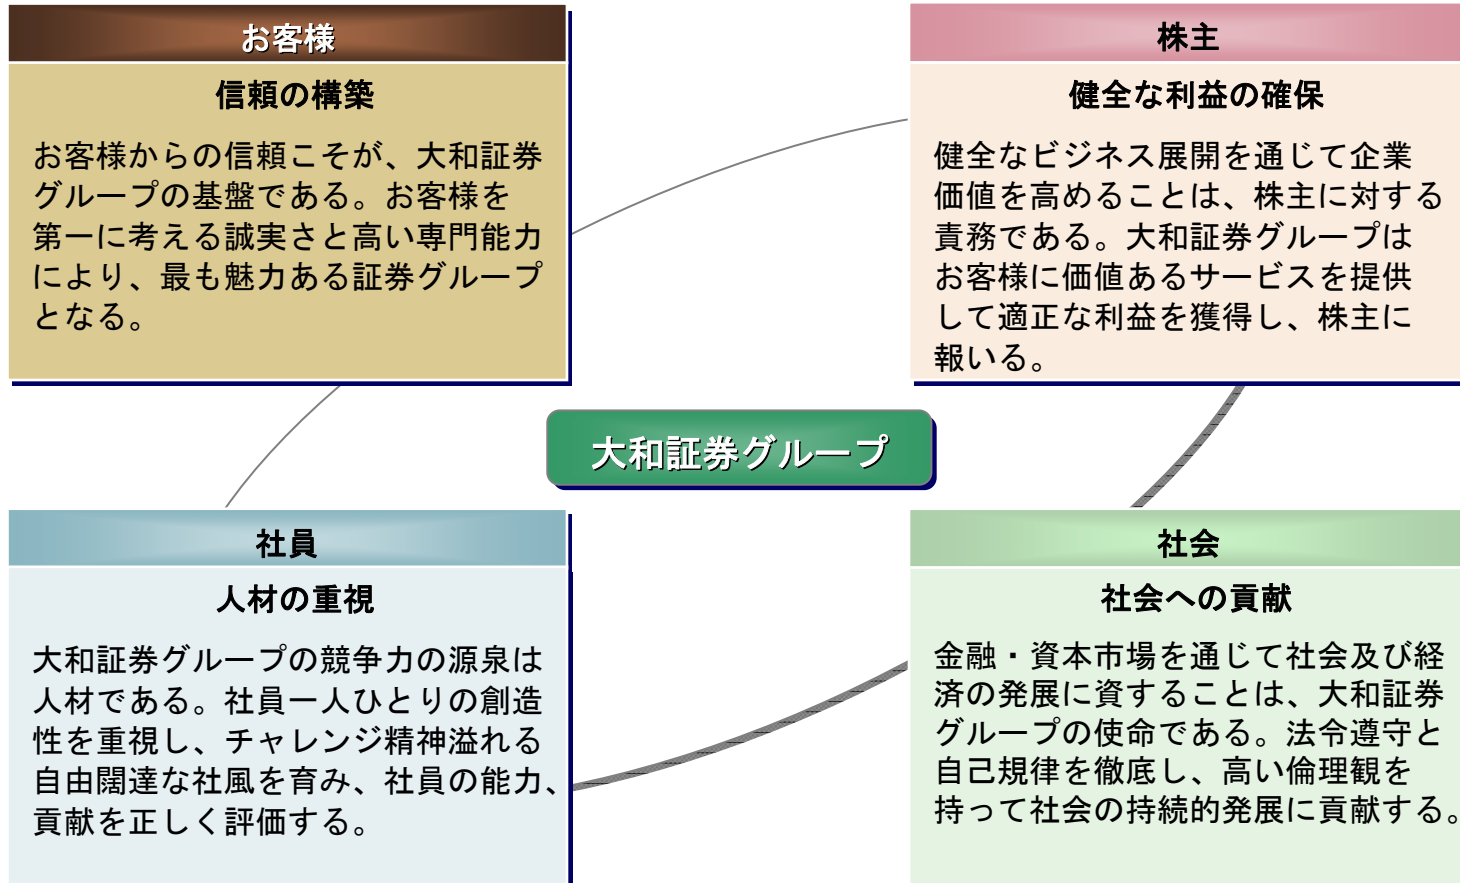 お客様
信頼の構築
お客様からの信頼こそが、大和証券
グループの基盤である。お客様を
第一に考える誠実さと高い専門能力
により、最も魅力ある証券グループ
となる。
株主
健全な利益の確保
健全なビジネス展開を通じて企業
価値を高めることは、株主に対する
責務である。大和証券グループは
お客様に価値あるサービスを提供
して適正な利益を獲得し、株主に
報いる。
大和証券グループ
社員
人材の重視
大和証券グループの競争力の源泉は
人材である。社員一人ひとりの創造
性を重視し、チャレンジ精神溢れる
自由闊達な社風を育み、社員の能力、
貢献を正しく評価する。
社会
社会への貢献
金融・資本市場を通じて社会及び経
済の発展に資することは、大和証券
グループの使命である。法令遵守と
自己規律を徹底し、高い倫理観を
持って社会の持続的発展に貢献する。